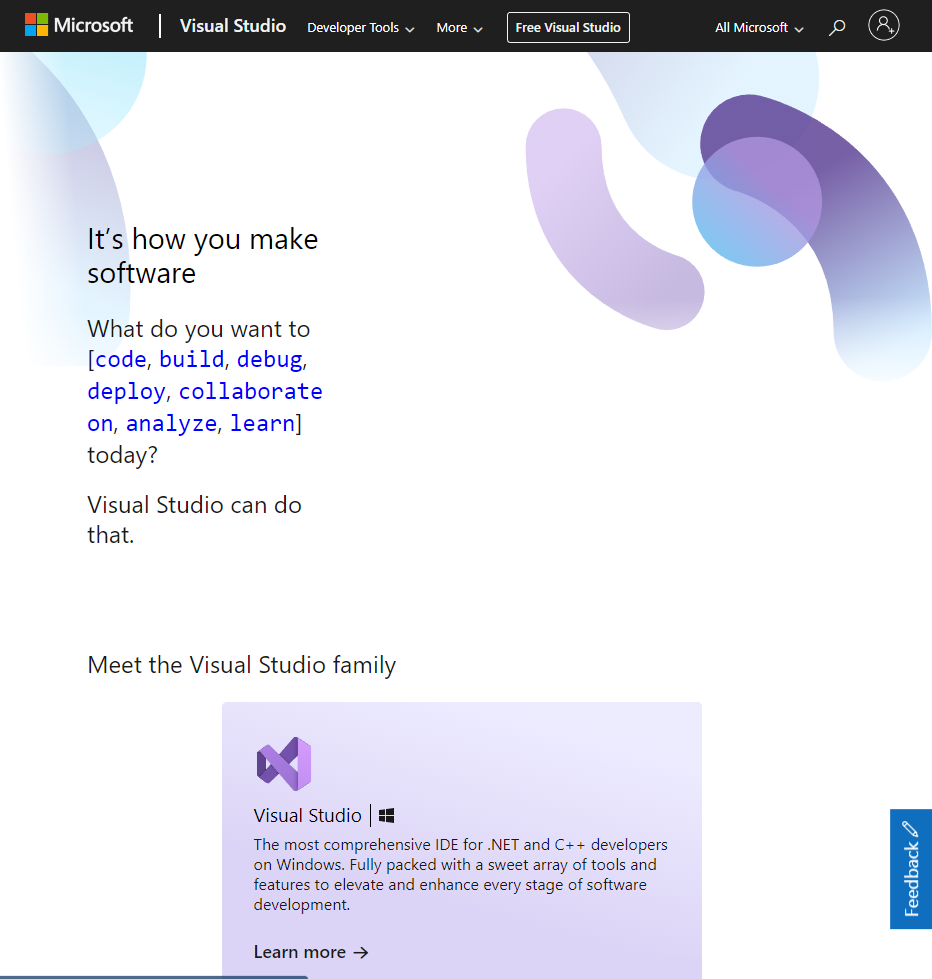 Microsoft
Visual Studio
Developer Tools
More
Free Visual Studio
All Microsoft
It’s how you make
software
What do you want to
[code, build, debug,
deploy, collaborate
on, analyze, learn]
today?
Visual Studio can do
that.
Meet the Visual Studio family
Visual Studio
The most comprehensive IDE for .NET and C++ developers
on Windows. Fully packed with a sweet array of tools and
features to elevate and enhance every stage of software
development.
Learn more
Feedback